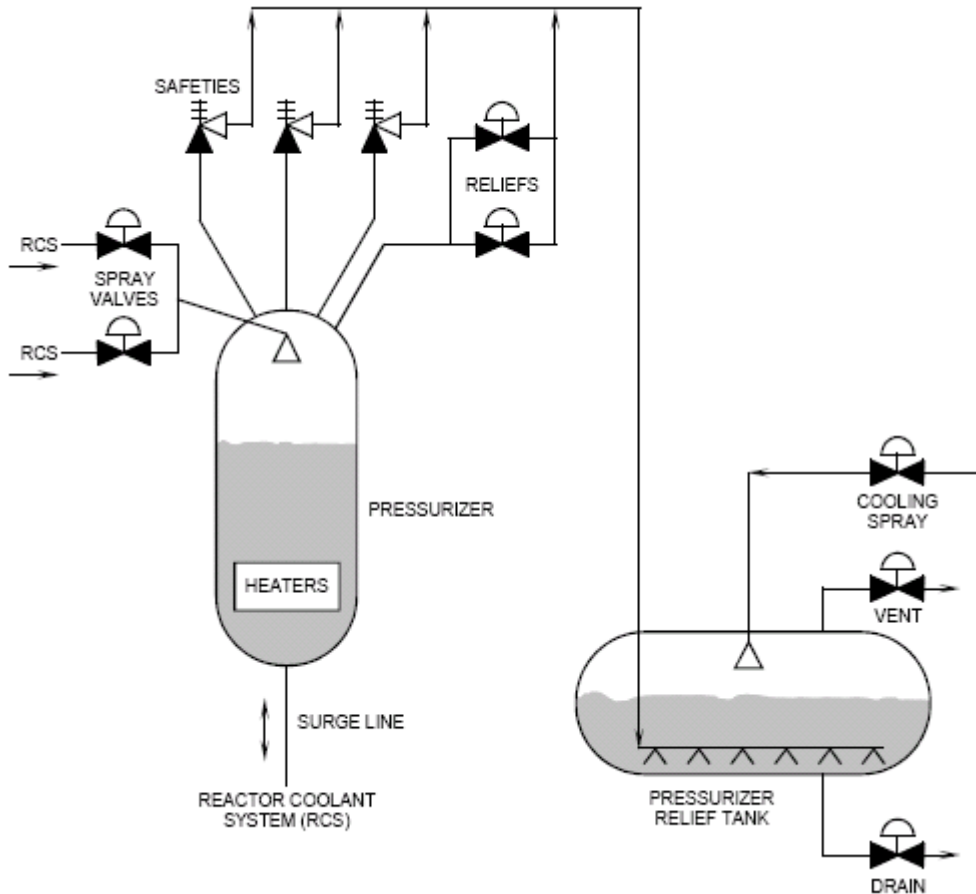 SAFETIES
RELIEFS
RCS
SPRAY
VALVES
RCS
PRESSURIZER
COOLING
SPRAY
HEATERS
VENT
SURGE LINE
REACTOR COOLANT
SYSTEM (RCS)
PRESSURIZER
RELIEF TANK
DRAIN